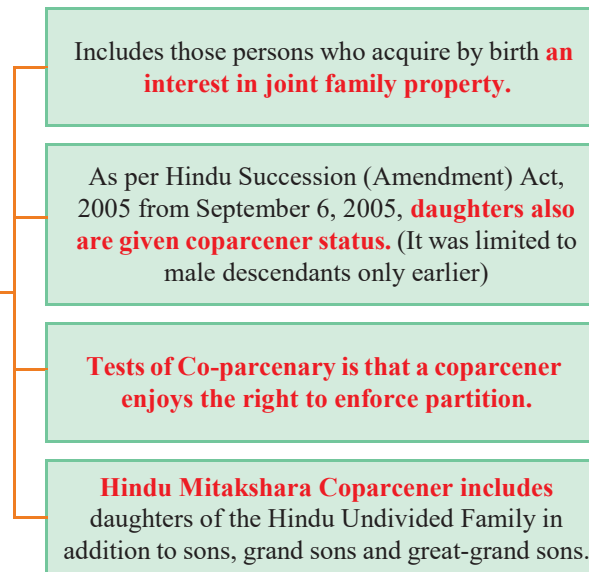 Includes those persons who acquire by birth an
interest in joint family property.
As per Hindu Succession (Amendment) Act,
2005 from September 6, 2005, daughters also
are given coparcener status. (It was limited to
male descendants only earlier)
Tests of Co-parcenary is that a coparcener
enjoys the right to enforce partition.
Hindu Mitakshara Coparcener includes
daughters of the Hindu Undivided Family in
addition to sons, grand sons and great-grand sons.